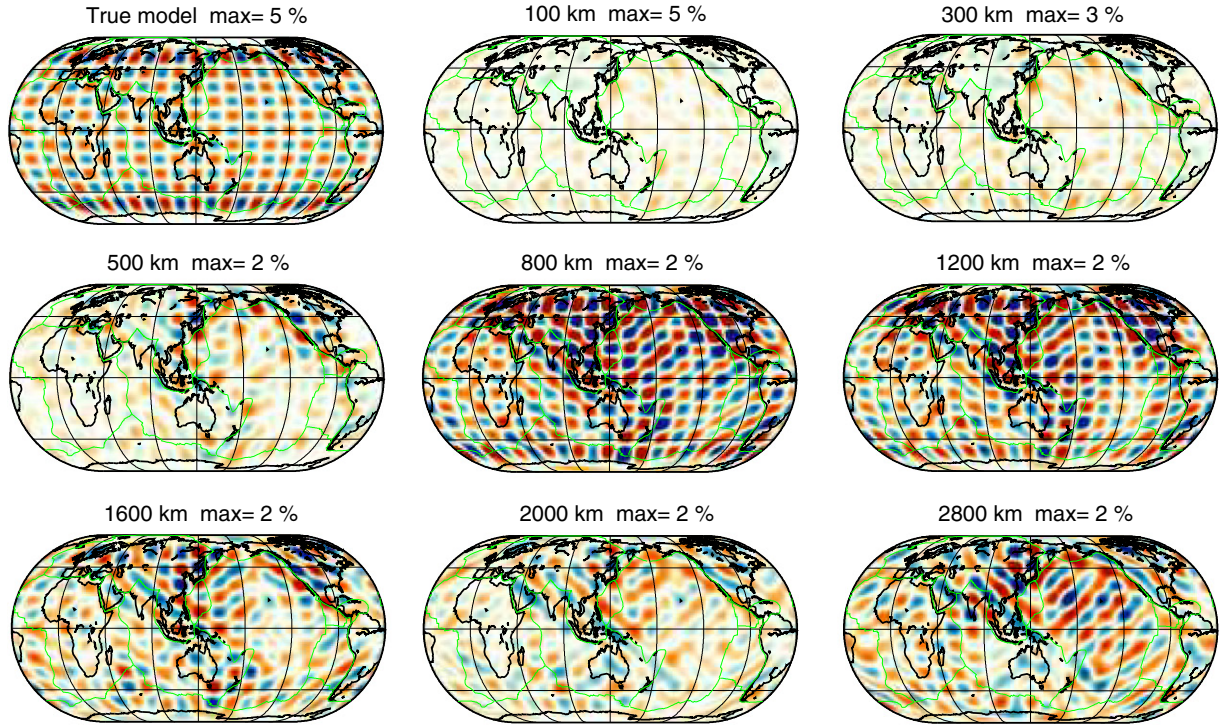 True model max= 5 %
100 km max= 5 %
300 km max= 3 %
500 km max= 2 %
800 km max= 2 %
1200 km max= 2 %
1600 km max= 2 %
2000 km max= 2 %
2800 km max= 2 %